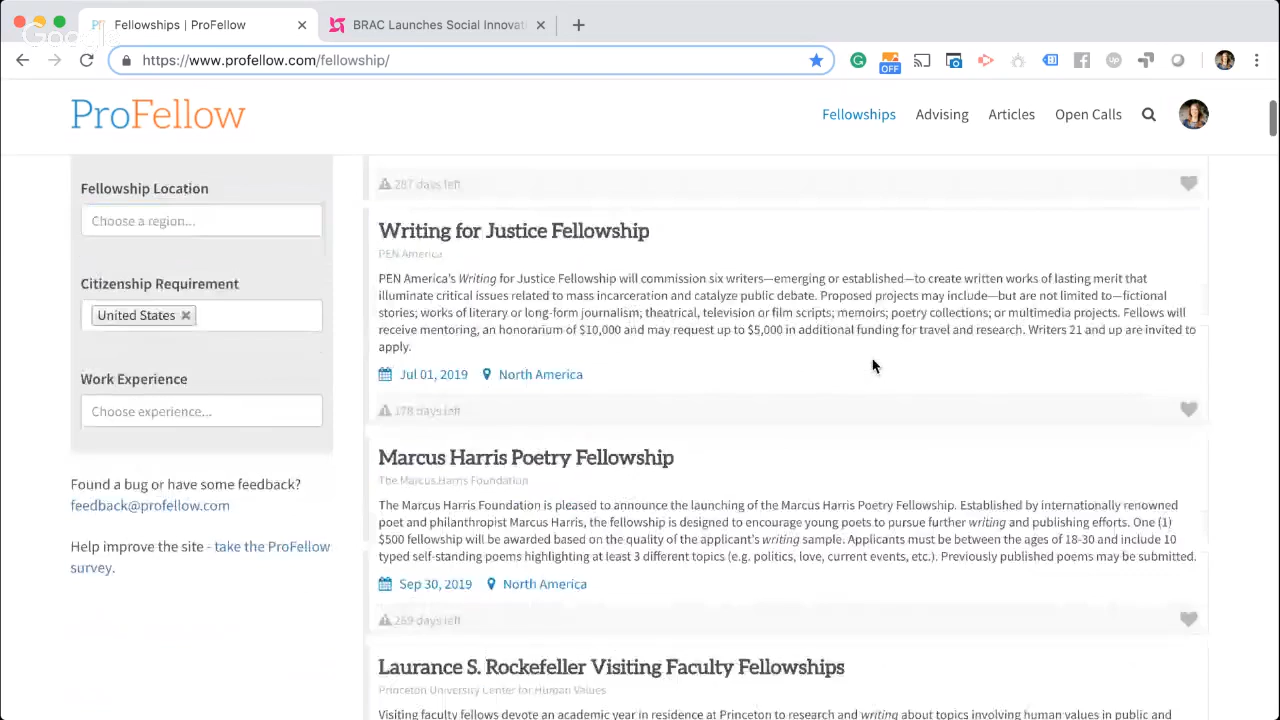 Fellowships | ProFellow
BRAC Launches Social Innovat
https://www.profellow.com/fellowship/
OFF
ProFellow
Fellowships
Advising
Articles
Open Calls
Fellowship Location
Choose a region...
Citizenship Requirement
United States
Work Experience
Choose experience...
Found a bug or have some feedback?
feedback@profellow.com
Help improve the site - take the ProFellow
survey.
287 days left
Writing for Justice Fellowship
PEN America
PEN America's Writing for Justice Fellowship will commission six writers—emerging or established—to create written works of lasting merit that
illuminate critical issues related to mass incarceration and catalyze public debate. Proposed projects may include—but are not limited to—fictional
stories; works of literary or long-form journalism; theatrical, television or film scripts; memoirs; poetry collections; or multimedia projects. Fellows will
receive mentoring, an honorarium of $10,000 and may request up to $5,000 in additional funding for travel and research. Writers 21 and up are invited to
apply.
Jul 01, 2019 North America
178 days left
Marcus Harris Poetry Fellowship
The Marcus Harris Foundation
The Marcus Harris Foundation is pleased to announce the launching of the Marcus Harris Poetry Fellowship. Established by internationally renowned
poet and philanthropist Marcus Harris, the fellowship is designed to encourage young poets to pursue further writing and publishing efforts. One (1)
$500 fellowship will be awarded based on the quality of the applicant's writing sample. Applicants must be between the ages of 18-30 and include 10
typed self-standing poems highlighting at least 3 different topics (e.g. politics, love, current events, etc.). Previously published poems may be submitted.
Sep 30, 2019 North America
269 days left
Laurance S. Rockefeller Visiting Faculty Fellowships
Princeton University Center for Human Values
Visiting faculty fellows devote an academic year in residence at Princeton to research and writing about topics involving human values in public and